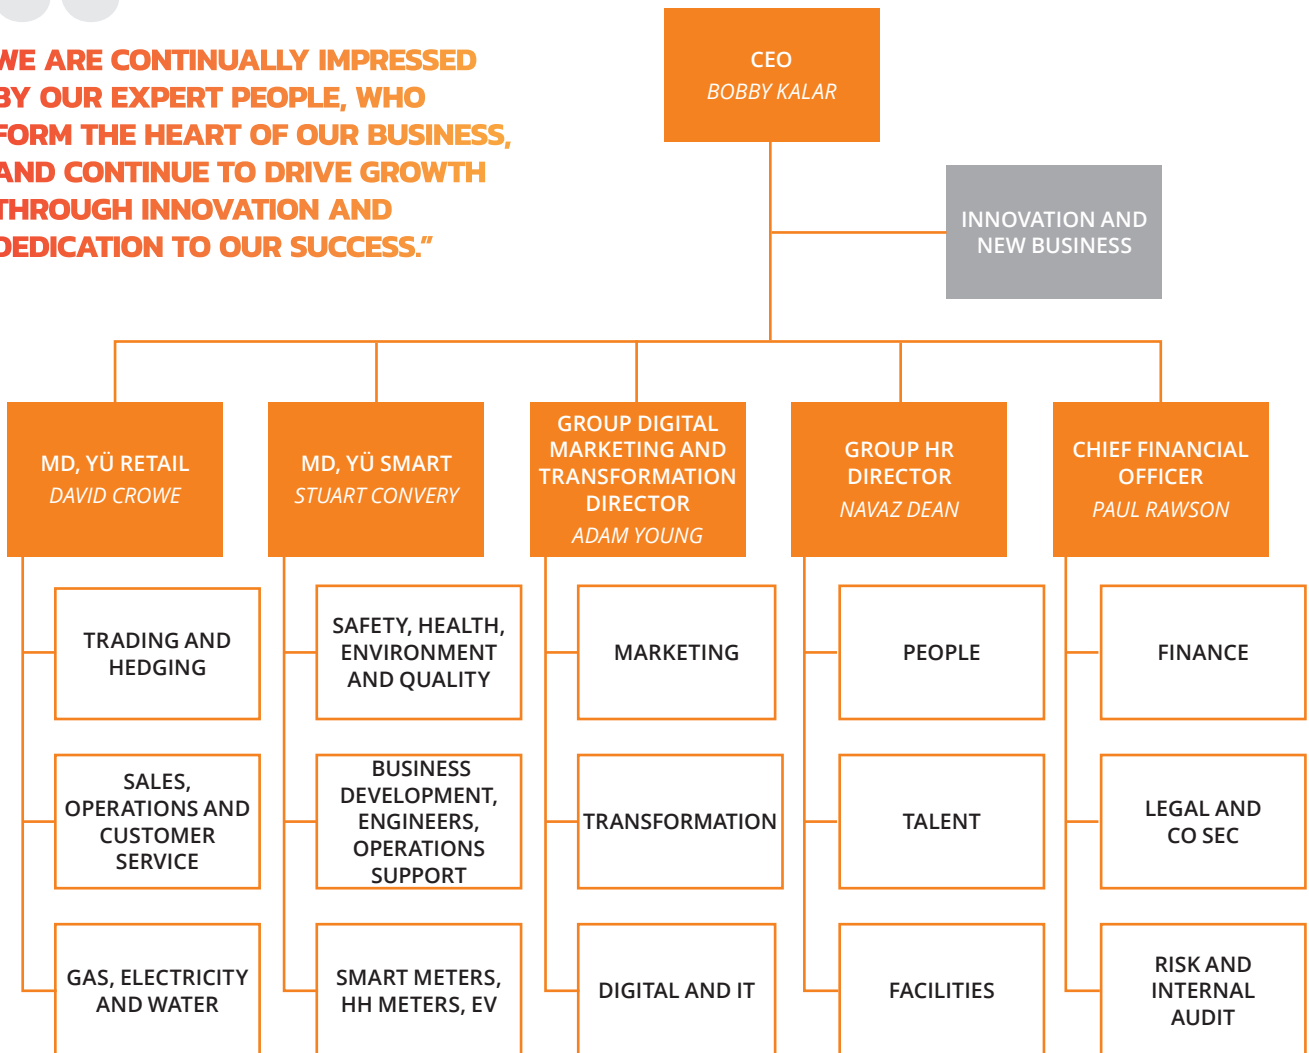 WE ARE CONTINUALLY IMPRESSED
BY OUR EXPERT PEOPLE, WHO
FORM THE HEART OF OUR BUSINESS,
AND CONTINUE TO DRIVE GROWTH
THROUGH INNOVATION AND
DEDICATION TO OUR SUCCESS.”
CEO
BOBBY KALAR
INNOVATION AND
NEW BUSINESS
MD, YÜ RETAIL
DAVID CROWE
MD, YÜ SMART
STUART CONVERY
GROUP DIGITAL
MARKETING AND
TRANSFORMATION
DIRECTOR
ADAM YOUNG
GROUP HR
DIRECTOR
NAVAZ DEAN
CHIEF FINANCIAL
OFFICER
PAUL RAWSON
TRADING AND
HEDGING
SAFETY, HEALTH,
ENVIRONMENT
AND QUALITY
MARKETING
PEOPLE
FINANCE
SALES,
OPERATIONS AND
CUSTOMER
SERVICE
BUSINESS
DEVELOPMENT,
ENGINEERS,
OPERATIONS
SUPPORT
TRANSFORMATION
TALENT
LEGAL AND
CO SEC
GAS, ELECTRICITY
AND WATER
SMART METERS,
HH METERS, EV
DIGITAL AND IT
FACILITIES
RISK AND
INTERNAL
AUDIT